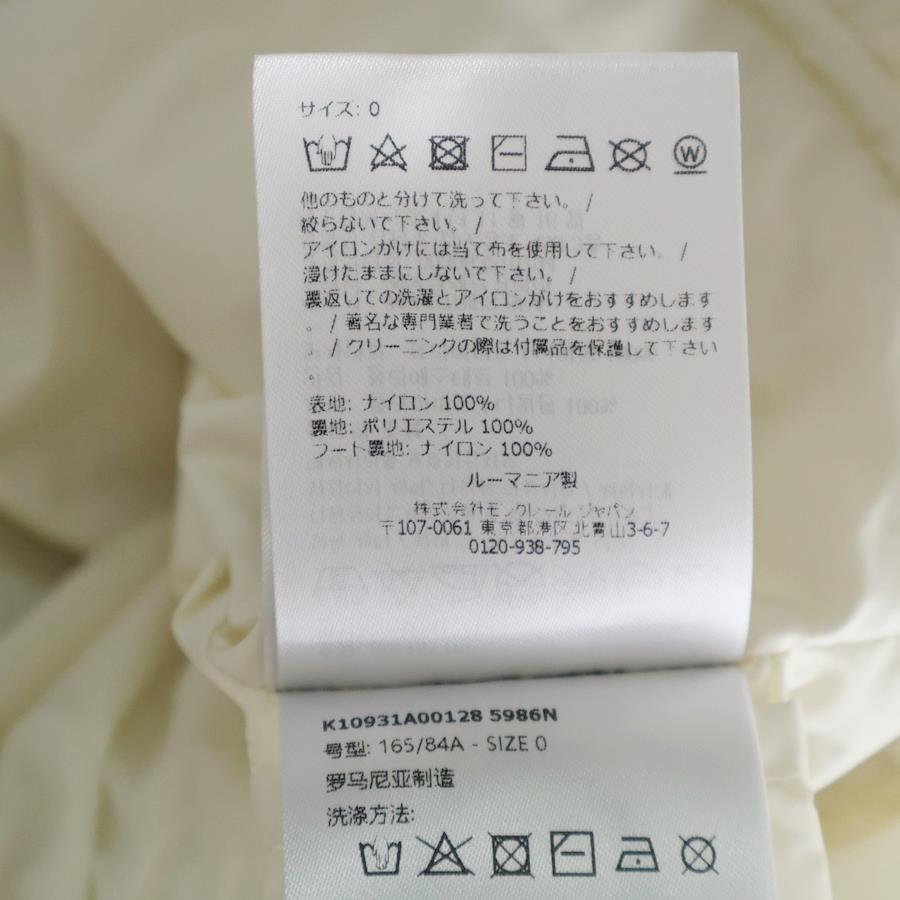 サイズ: 0
W
他のものと分けて洗って下さい。 /
絞らないで下さい。 /
アイロンかけには当て布を使用して下さい。 /
浸けたままにしないで下さい。 /
裏返しての洗濯とアイロンがけをおすすめします
。 / 著名な専門業者で洗うことをおすすめします
。 / クリーニングの際は付属品を保護して下さい
。
表地: ナイロン 100%
裏地: ポリエステル 100%
フート裏地: ナイロン 100%
ルーマニア製
株式会社モンクレール ジャパン
〒107-0061 東京都港区北青山3-6-7
0120-938-795
K10931A00128 5986N
号型: 165/84A - SIZE 0
罗马尼亚制造
洗涤方法: